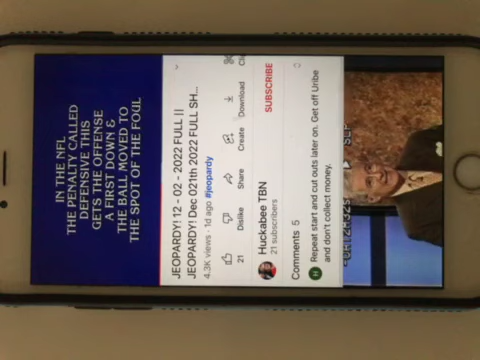 IN THE NFL
THE PENALTY CALLED
DEFENSIVE THIS
GETS THE OFFENSE
A FIRST DOWN &
THE BALL MOVED TO
THE SPOT OF THE FOUL
JEOPARDY! 12 - 02 - 2022 FULL ||
JEOPARDY! Dec 021th 2022 FULL SH...
4.3K views · 1d ago #jeopardy
21
Dislike
Share
Create
Download
Cli
Huckabee TBN
21 subscribers
SUBSCRIBE
Comments 5
H
Repeat start and cut outs later on. Get off Uribe
and don't collect money.